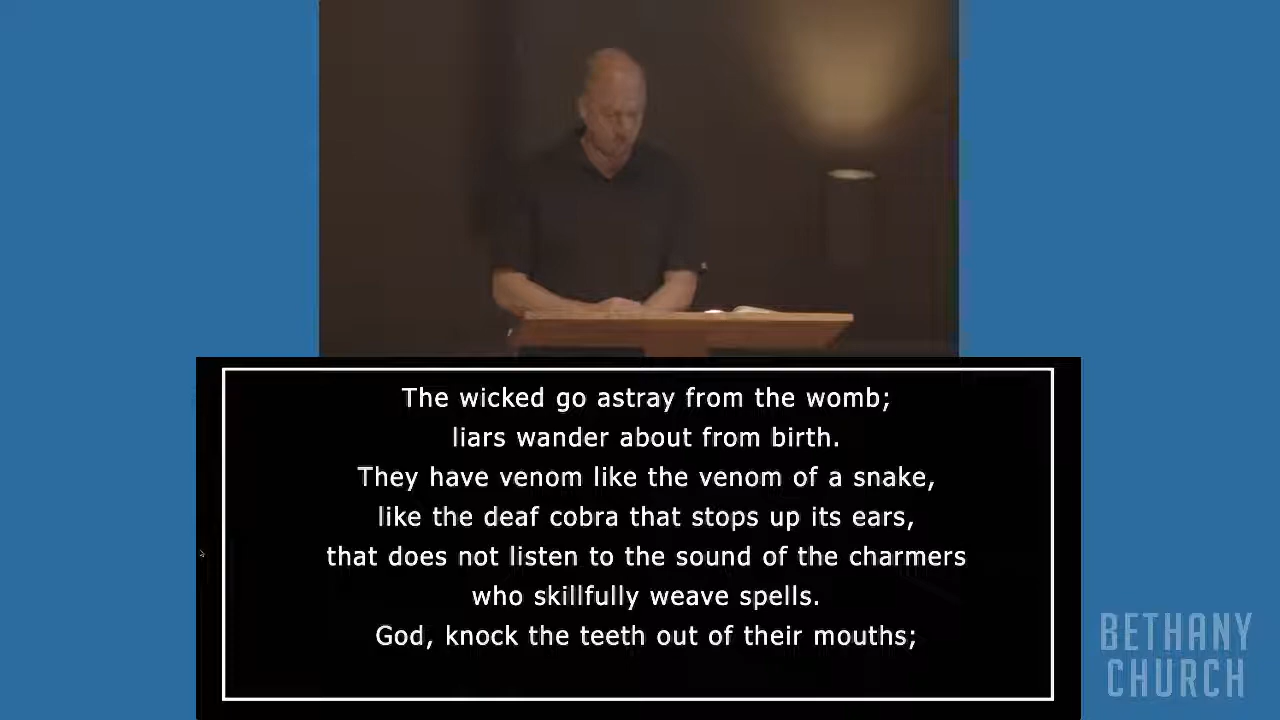 The wicked go astray from the womb;
liars wander about from birth.
They have venom like the venom of a snake,
like the deaf cobra that stops up its ears,
that does not listen to the sound of the charmers
who skillfully weave spells.
God, knock the teeth out of their mouths;
BETHANY
CHURCH